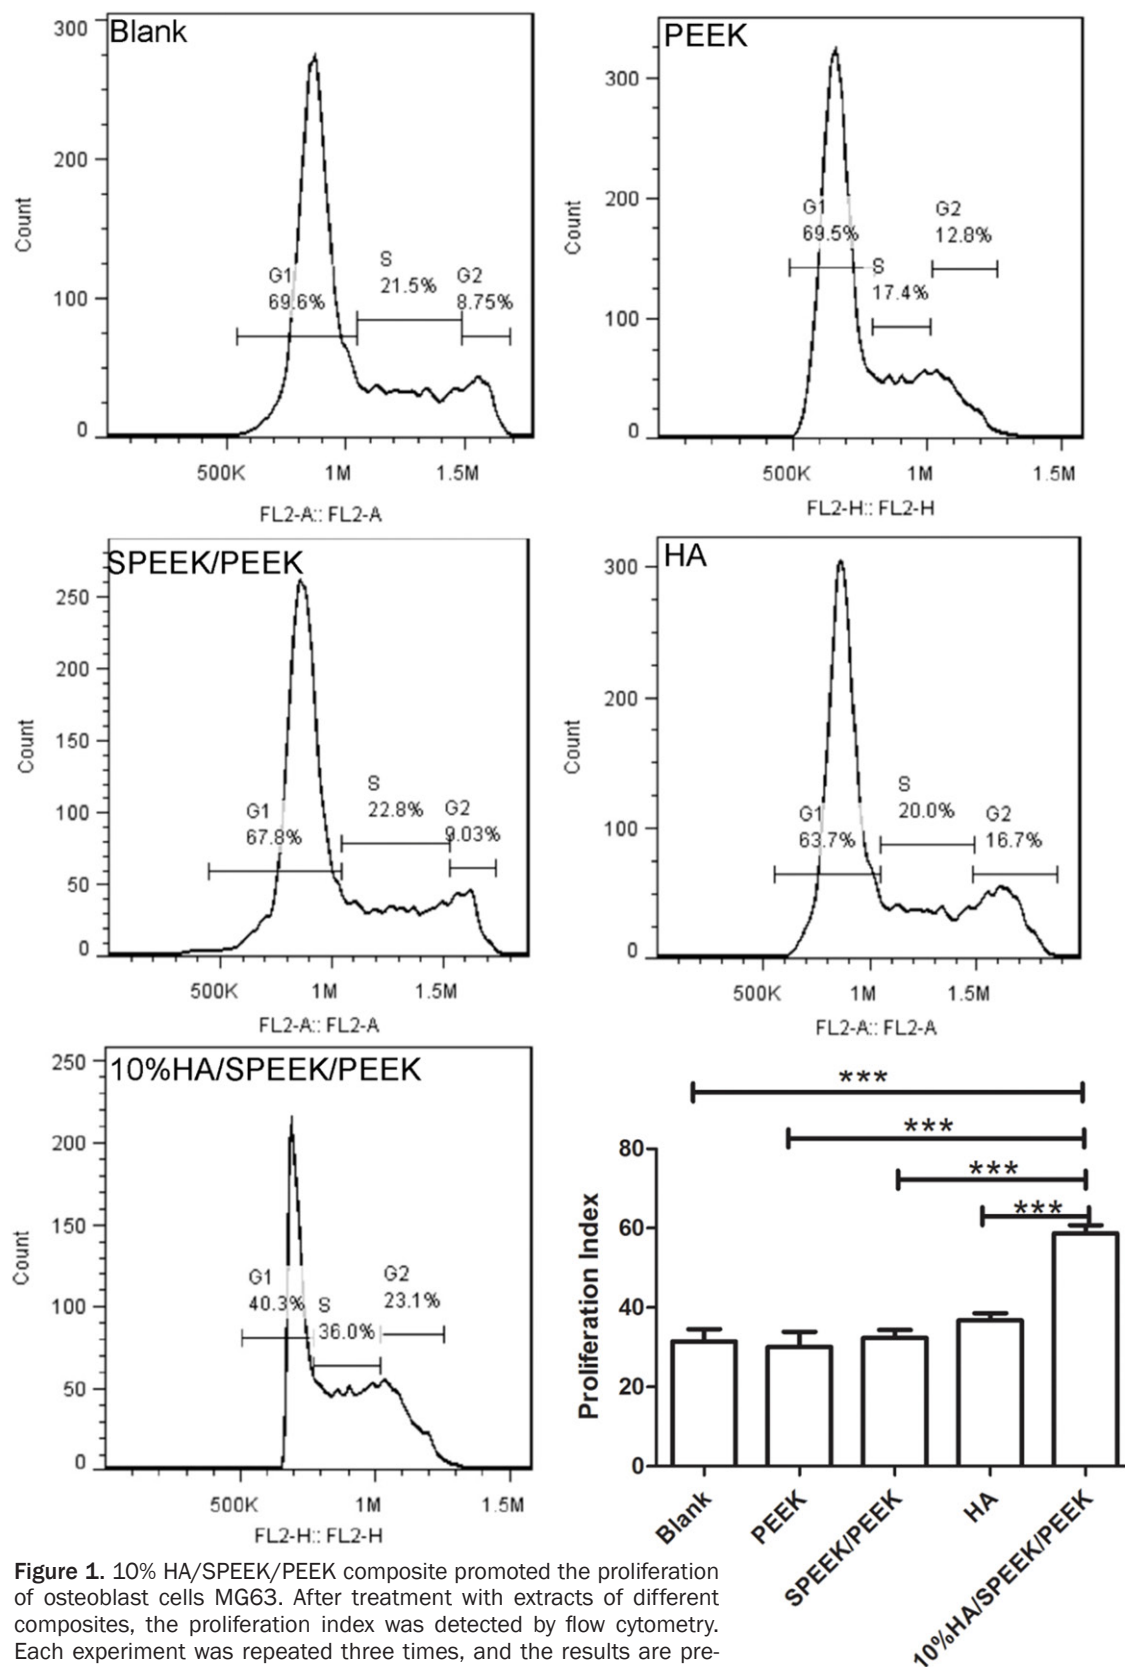 Blank
300
200
100
0
Count
G1
69.6%
S
21.5%
G2
8.75%
500K 1M 1.5M
FL2-A:: FL2-A
PEEK
300
200
100
0
Count
G1
69.5%
S
17.4%
G2
12.8%
500K 1M 1.5M
FL2-H:: FL2-H
SPEEK/PEEK
250
200
150
100
50
0
Count
G1
67.8%
S
22.8%
G2
9.03%
500K 1M 1.5M
FL2-A:: FL2-A
HA
300
200
100
0
Count
G1
63.7%
S
20.0%
G2
16.7%
500K 1M 1.5M
FL2-A:: FL2-A
10%HA/SPEEK/PEEK
250
200
150
100
50
0
Count
G1
40.3%
S
36.0%
G2
23.1%
500K 1M 1.5M
FL2-H:: FL2-H
***
***
***
***
80
60
40
20
0
Proliferation Index
Blank
PEEK
SPEEK/PEEK
HA
10%HA/SPEEK/PEEK
Figure 1. 10% HA/SPEEK/PEEK composite promoted the proliferation
of osteoblast cells MG63. After treatment with extracts of different
composites, the proliferation index was detected by flow cytometry.
Each experiment was repeated three times, and the results are pre-